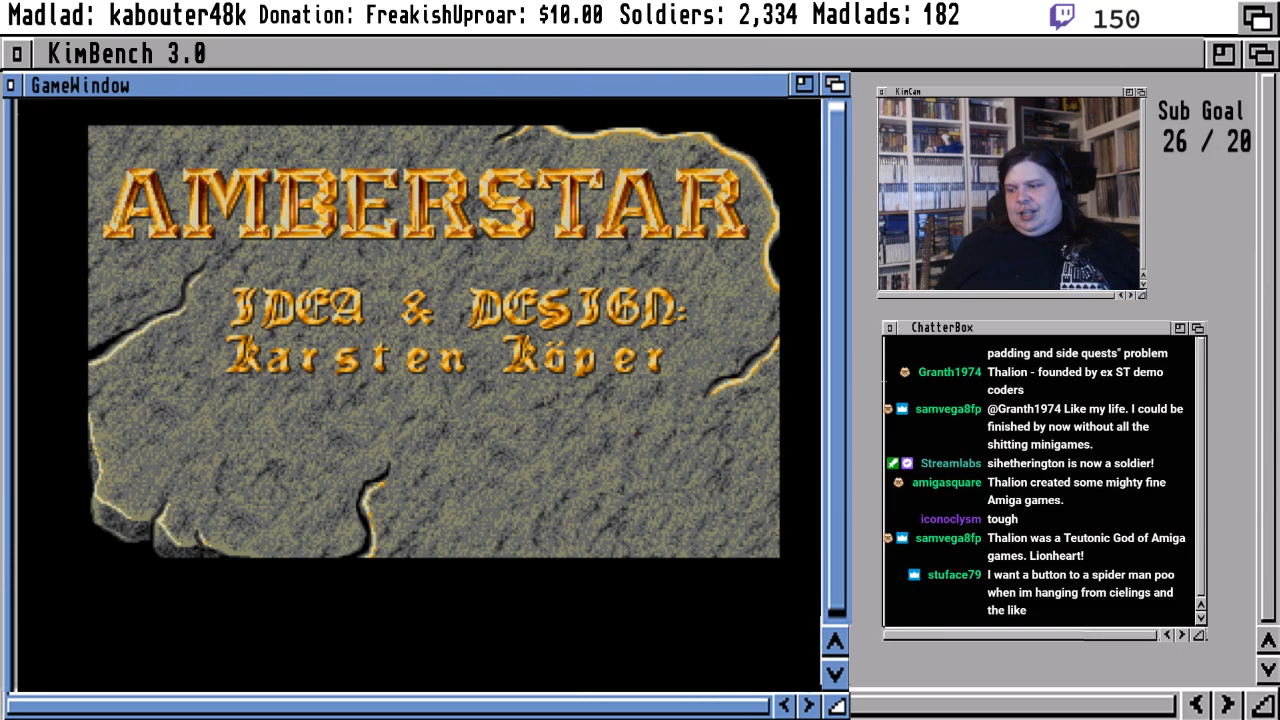 Madlad: kabouter48k Donation: FreakishUproar: $10.00 Soldiers: 2,334 Madlads: 182 150
KimBench 3.0
GameWindow
AMBERSTAR
IDEA & DESIGN:
Karsten Köper
KimCam
Sub Goal
26 / 20
ChatterBox
padding and side quests" problem
Granth1974 Thalion - founded by ex ST demo
coders
samvega8fp @Granth1974 Like my life. I could be
finished by now without all the
shitting minigames.
Streamlabs sihetherington is now a soldier!
amigasquare Thalion created some mighty fine
Amiga games.
iconoclysm tough
samvega8fp Thalion was a Teutonic God of Amiga
games. Lionheart!
stuface79 I want a button to a spider man poo
when im hanging from cielings and
the like